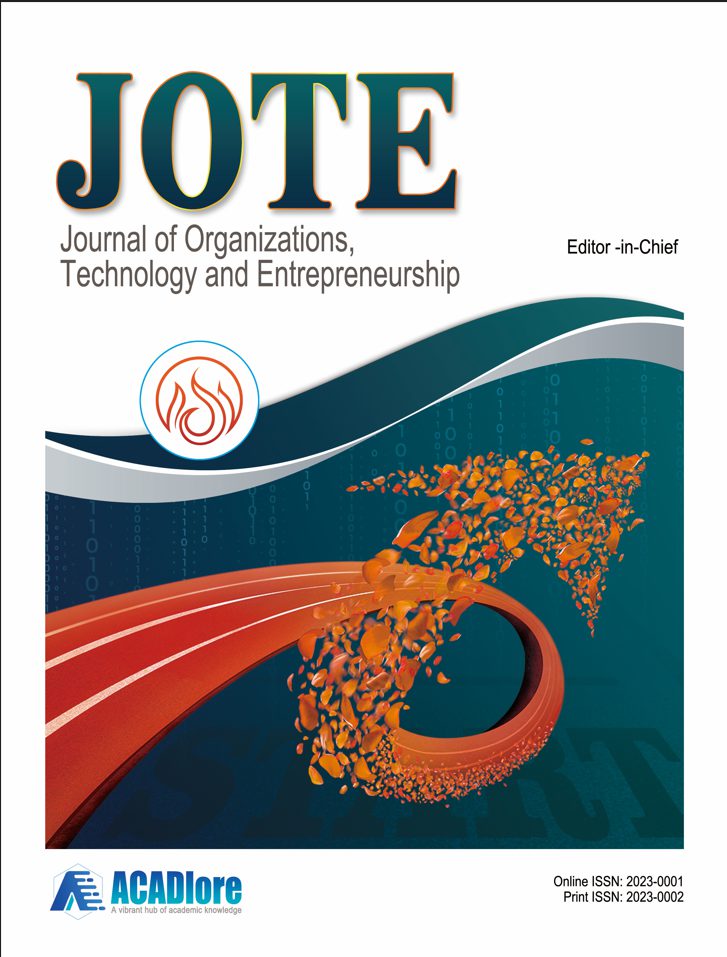 JOTE
Journal of Organizations,
Technology and Entrepreneurship
Editor -in-Chief
START
ACADlore
A vibrant hub of academic knowledge
Online ISSN: 2023-0001
Print ISSN: 2023-0002